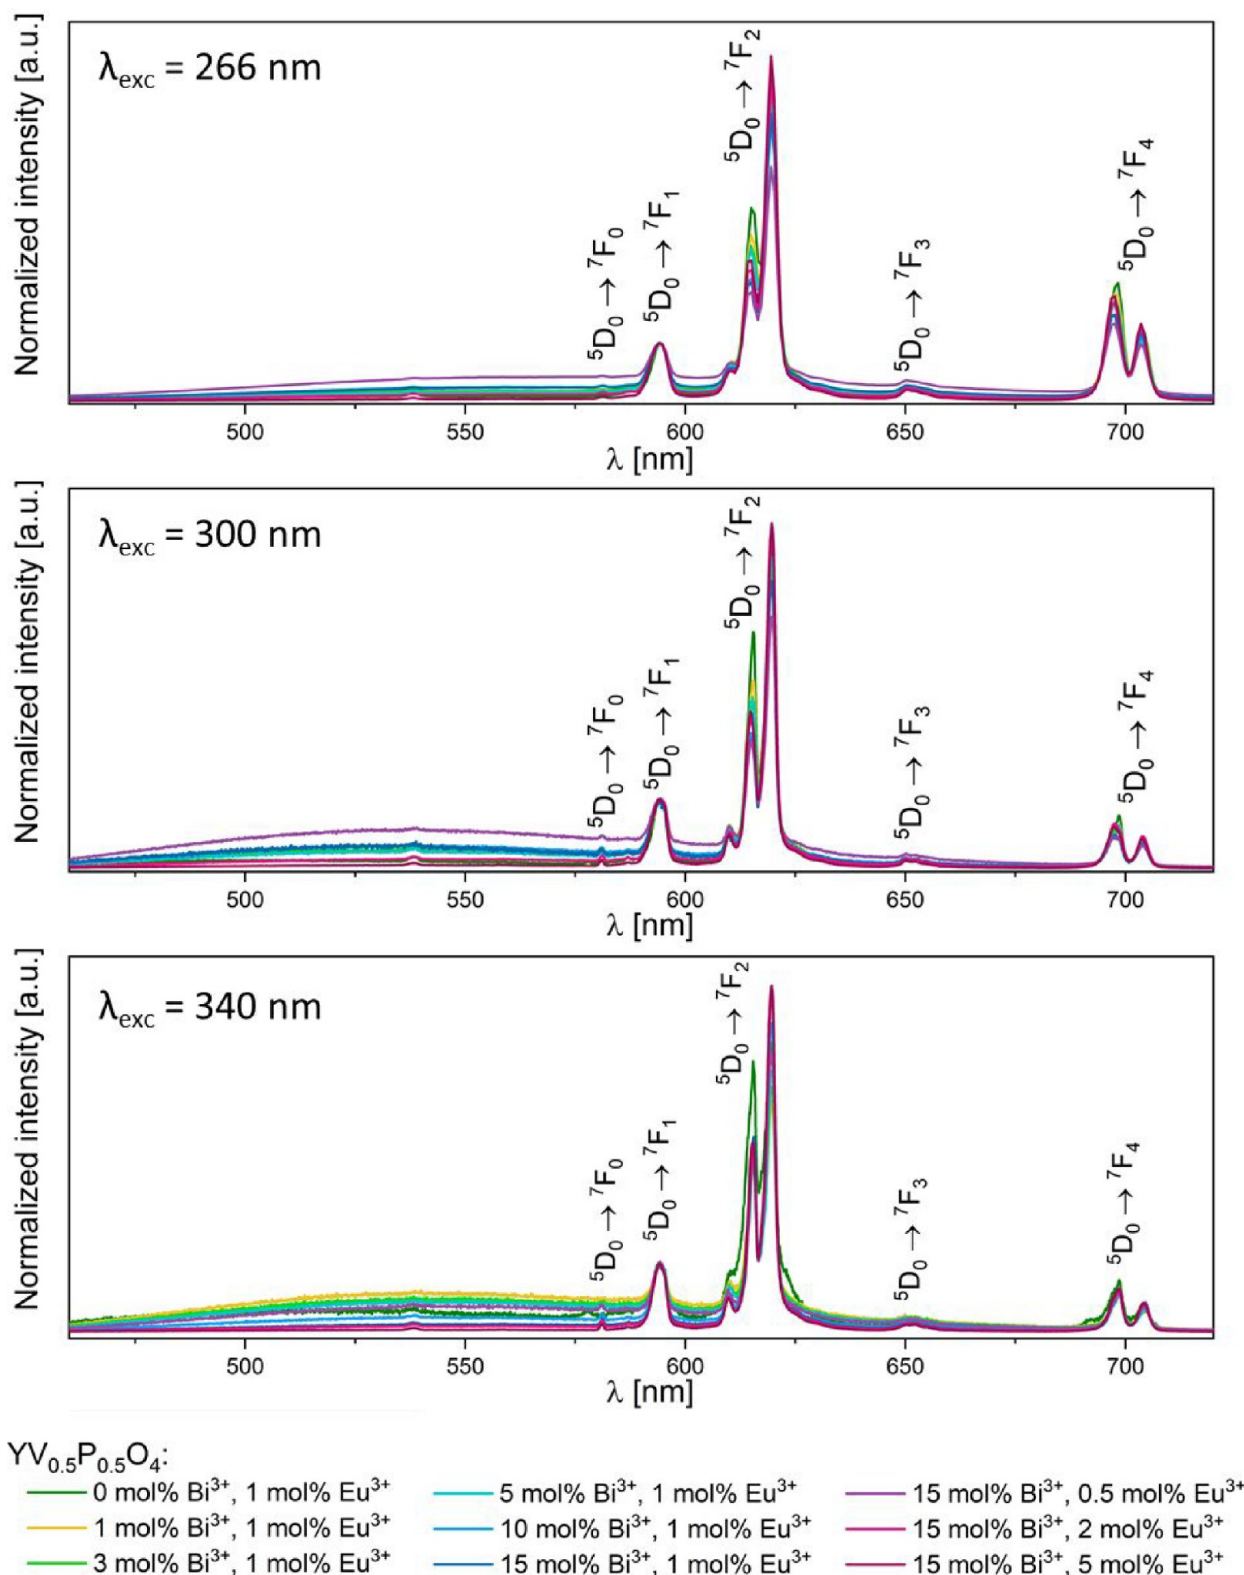 Normalized intensity [a.u.]
λexc = 266 nm
⁵D₀ → ⁷F₀
⁵D₀ → ⁷F₁
⁵D₀ → ⁷F₂
⁵D₀ → ⁷F₃
⁵D₀ → ⁷F₄
500 550 600 650 700
λ [nm]
Normalized intensity [a.u.]
λexc = 300 nm
⁵D₀ → ⁷F₀
⁵D₀ → ⁷F₁
⁵D₀ → ⁷F₂
⁵D₀ → ⁷F₃
⁵D₀ → ⁷F₄
500 550 600 650 700
λ [nm]
Normalized intensity [a.u.]
λexc = 340 nm
⁵D₀ → ⁷F₀
⁵D₀ → ⁷F₁
⁵D₀ → ⁷F₂
⁵D₀ → ⁷F₃
⁵D₀ → ⁷F₄
500 550 600 650 700
λ [nm]
YV₀.₅P₀.₅O₄:
0 mol% Bi³⁺, 1 mol% Eu³⁺
1 mol% Bi³⁺, 1 mol% Eu³⁺
3 mol% Bi³⁺, 1 mol% Eu³⁺
5 mol% Bi³⁺, 1 mol% Eu³⁺
10 mol% Bi³⁺, 1 mol% Eu³⁺
15 mol% Bi³⁺, 1 mol% Eu³⁺
15 mol% Bi³⁺, 0.5 mol% Eu³⁺
15 mol% Bi³⁺, 2 mol% Eu³⁺
15 mol% Bi³⁺, 5 mol% Eu³⁺